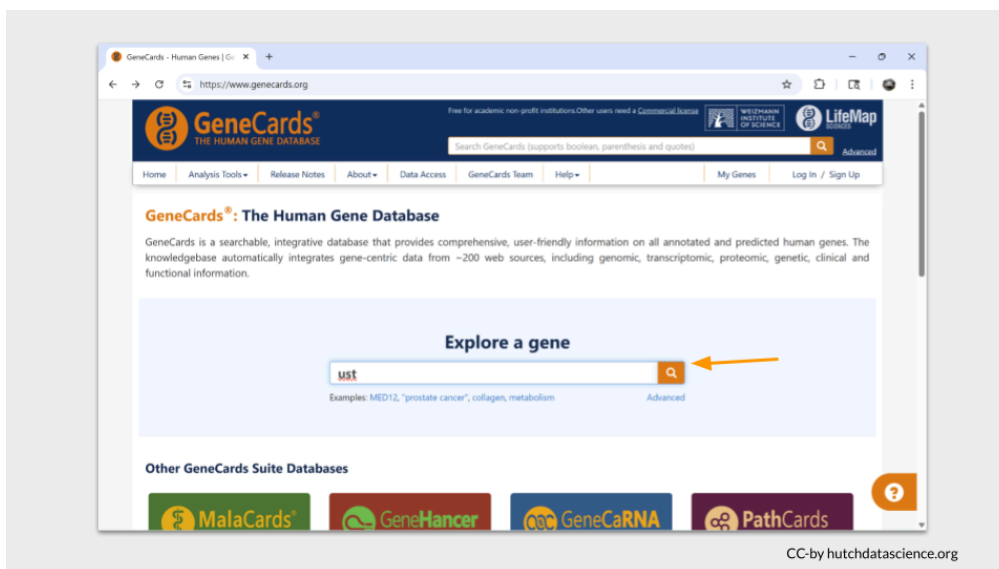 GeneCards - Human Genes | Ge
https://www.genecards.org
Free for academic non-profit institutions.Other users need a Commercial license
WEIZMANN
INSTITUTE
OF SCIENCE
LifeMap
SCIENCES
GeneCards®
THE HUMAN GENE DATABASE
Search GeneCards (supports boolean, parenthesis and quotes)
Advanced
Home Analysis Tools Release Notes About Data Access GeneCards Team Help My Genes Log In / Sign Up
GeneCards®: The Human Gene Database
GeneCards is a searchable, integrative database that provides comprehensive, user-friendly information on all annotated and predicted human genes. The
knowledgebase automatically integrates gene-centric data from ~200 web sources, including genomic, transcriptomic, proteomic, genetic, clinical and
functional information.
Explore a gene
ust
Examples: MED12, "prostate cancer", collagen, metabolism Advanced
Other GeneCards Suite Databases
?
MalaCards® GeneHancer GeneCaRNA PathCards
CC-by hutchdatascience.org